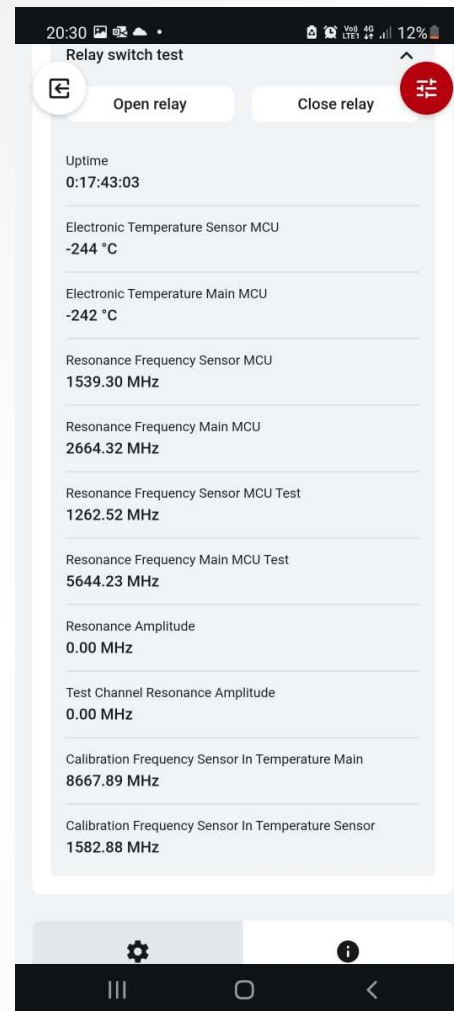 20:30
Vo)) 4G
LTE1
12%
Relay switch test
Open relay
Close relay
Uptime
0:17:43:03
Electronic Temperature Sensor MCU
-244 °C
Electronic Temperature Main MCU
-242 °C
Resonance Frequency Sensor MCU
1539.30 MHz
Resonance Frequency Main MCU
2664.32 MHz
Resonance Frequency Sensor MCU Test
1262.52 MHz
Resonance Frequency Main MCU Test
5644.23 MHz
Resonance Amplitude
0.00 MHz
Test Channel Resonance Amplitude
0.00 MHz
Calibration Frequency Sensor In Temperature Main
8667.89 MHz
Calibration Frequency Sensor In Temperature Sensor
1582.88 MHz